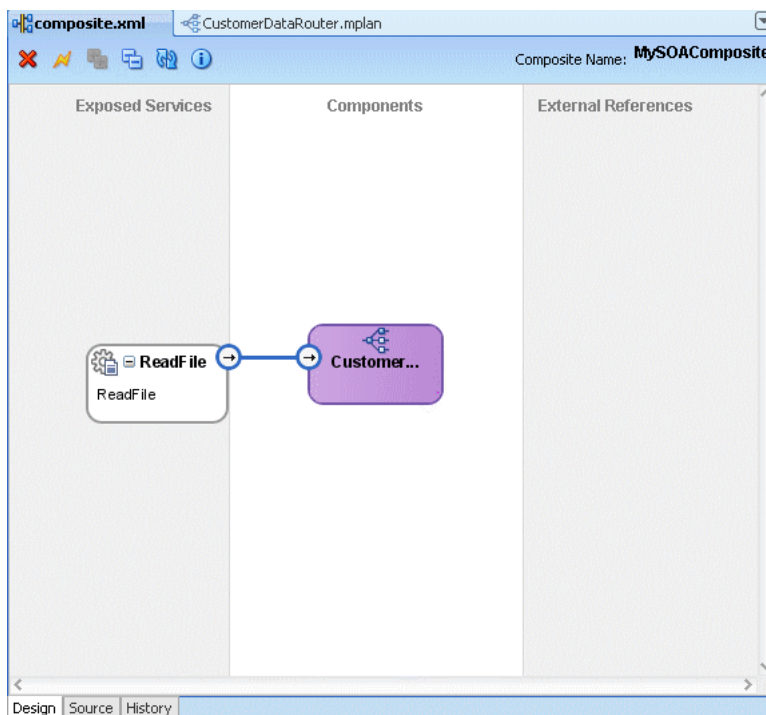 composite.xml CustomerDataRouter.mplan
Composite Name: MySOAComposite
Exposed Services Components External References
ReadFile Customer...
ReadFile
Design Source History